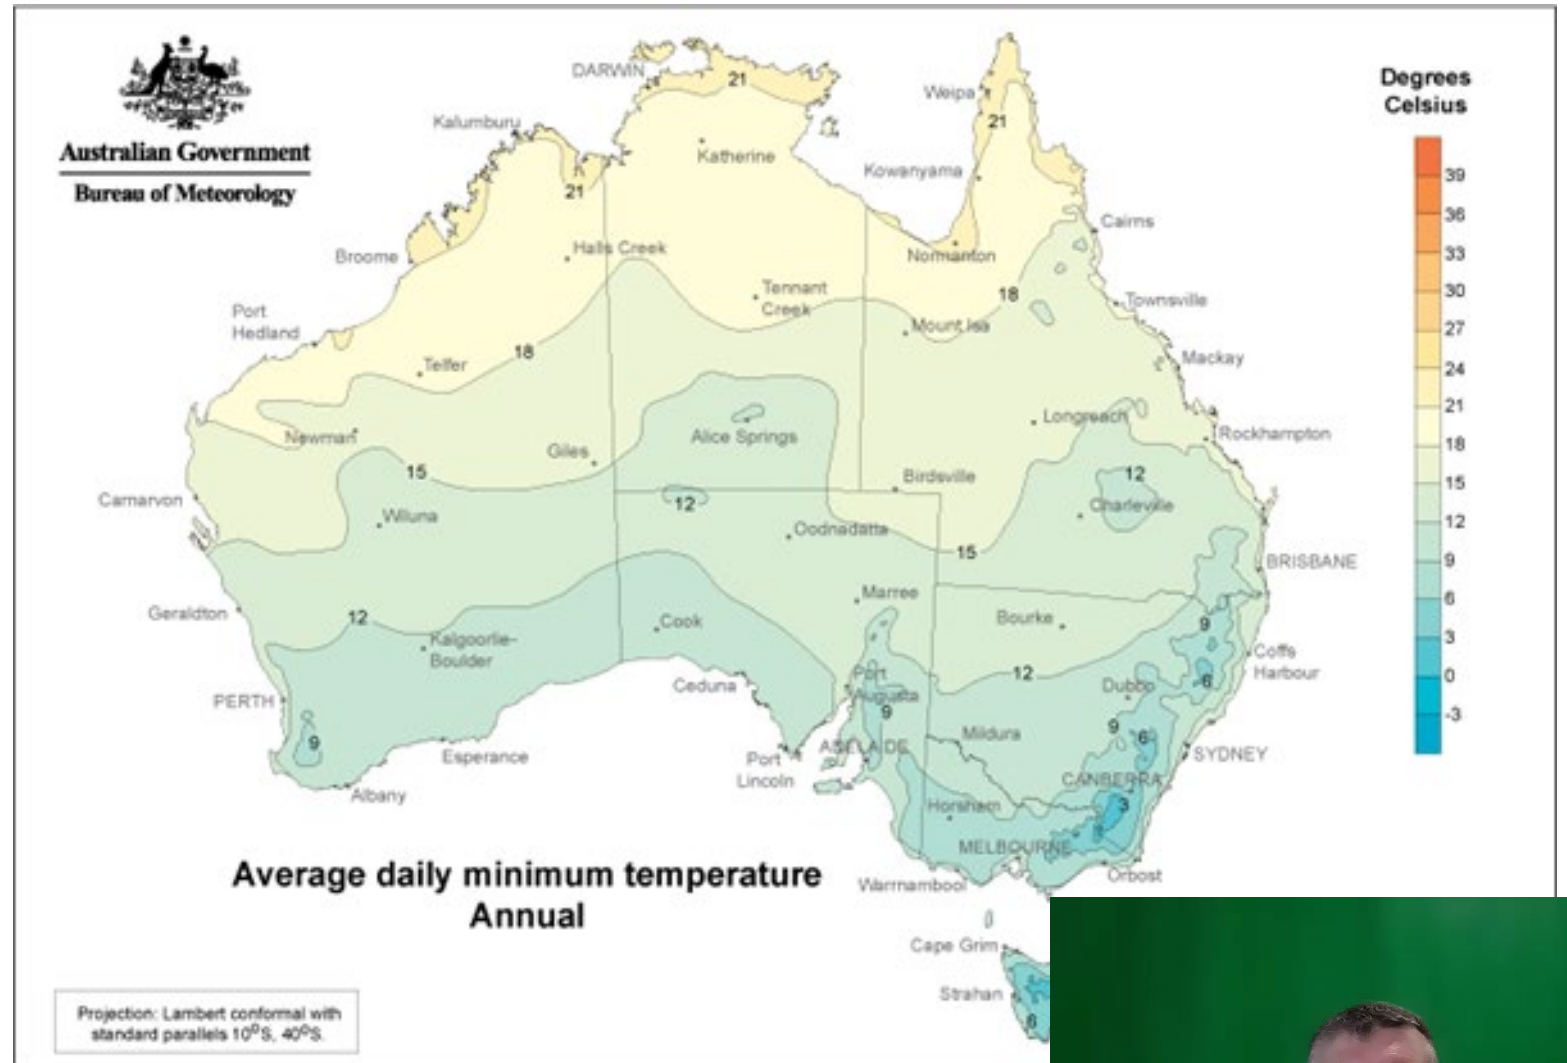 Australian Government
Bureau of Meteorology
Degrees
Celsius
39
36
33
30
27
24
21
18
15
12
9
6
3
0
-3
DARWIN
21
Weipa
Kalumburu
21
Katherine
Kowanyama
21
Cairns
Broome
Halls Creek
Normanton
Tennant
Creek
18
Townsville
Port
Hedland
Mount Isa
18
Telfer
Mackay
Longreach
Newman
Alice Springs
Rockhampton
Giles
15
Birdsville
12
Carnarvon
12
Charleville
Wiluna
Oodnadatta
15
BRISBANE
Marree
Geraldton
12
Cook
Bourke
9
Kalgoorlie-
Boulder
Coffs
Harbour
12
Port
Augusta
Ceduna
Dubbo
6
PERTH
9
9
6
Mildura
9
ADELAIDE
SYDNEY
Esperance
Port
Lincoln
CANBERRA
Albany
Horsham
3
MELBOURNE
Warrnambool
Orbost
Average daily minimum temperature
Annual
Cape Grim
Strahan
6
Projection: Lambert conformal with
standard parallels 10⁰S, 40⁰S.